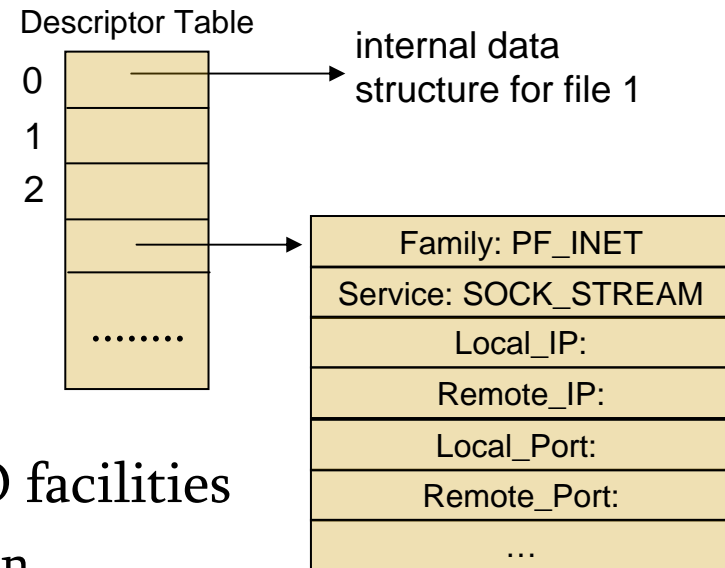 Descriptor Table
0
1
2
........
internal data
structure for file 1
Family: PF_INET
Service: SOCK_STREAM
Local_IP:
Remote_IP:
Local_Port:
Remote_Port:
…
facilities